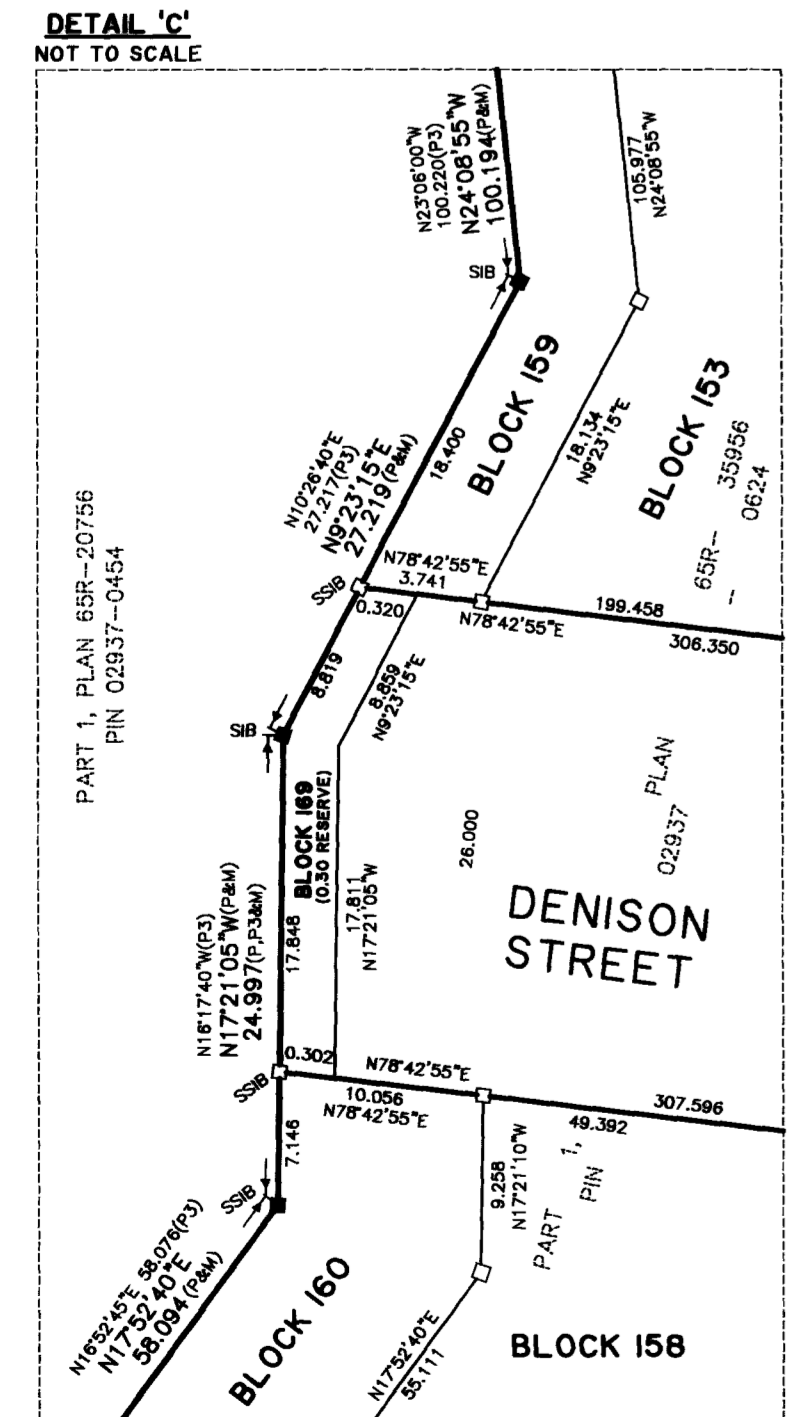 DETAIL 'C'
NOT TO SCALE
N23°06'00"W
100.220(P3)
N24°08'55"W
100.194(P&M)
105.977
N24°08'55"W
SIB
BLOCK 159
BLOCK 153
18.134
N9°23'15"E
35956
0624
65R--
--
N10°26'40"E
27.217(P3)
N9°23'15"E
27.219(P&M)
18.400
PART 1, PLAN 65R-20756
PIN 02937-0454
SSIB
N78°42'55"E
3.741
0.320
N78°42'55"E
199.458
306.350
8.819
8.859
N9°23'15"E
SIB
BLOCK 169
(0.30 RESERVE)
26.000
PLAN
02937
N16°17'40"W(P3)
N17°21'05"W(P&M)
24.997(P,P3&M)
17.848
17.811
N17°21'05"W
DENISON
STREET
SSIB
0.302
N78°42'55"E
10.056
N78°42'55"E
307.596
49.392
7.146
9.258
N17°21'10"W
PART 1,
PIN
SSIB
N16°52'45"E 58.076(P3)
N17°52'40"E
58.094(P&M)
BLOCK 160
N17°52'40"E
55.111
BLOCK 158